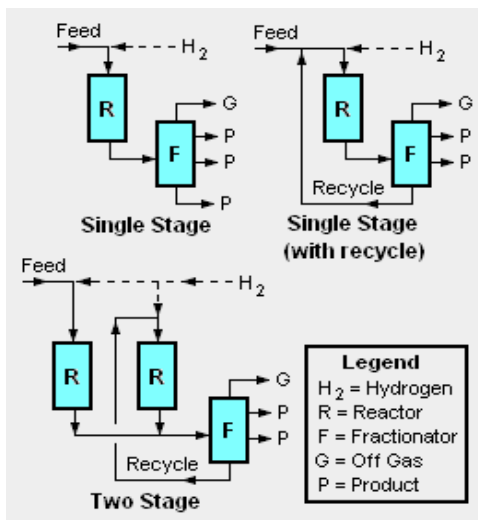 Feed
H2
R
G
P
F
P
P
Single Stage
Feed
H2
R
G
P
F
P
Recycle
Single Stage
(with recycle)
Feed
H2
R
R
G
P
F
P
Recycle
Two Stage
Legend
H2 = Hydrogen
R = Reactor
F = Fractionator
G = Off Gas
P = Product